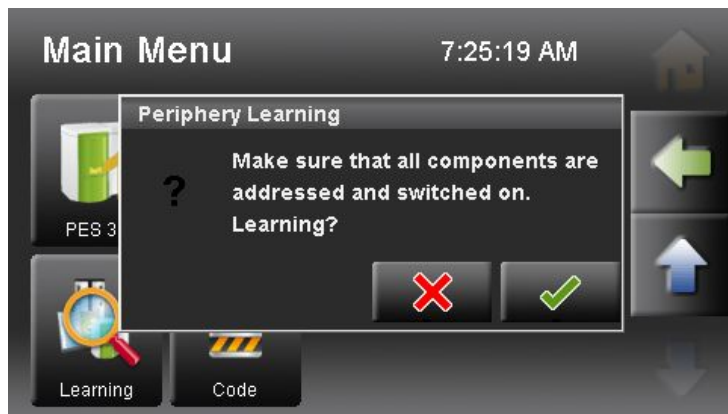 Main Menu
7:25:19 AM
Periphery Learning
Make sure that all components are
addressed and switched on.
Learning?
?
PES 3
Learning
Code